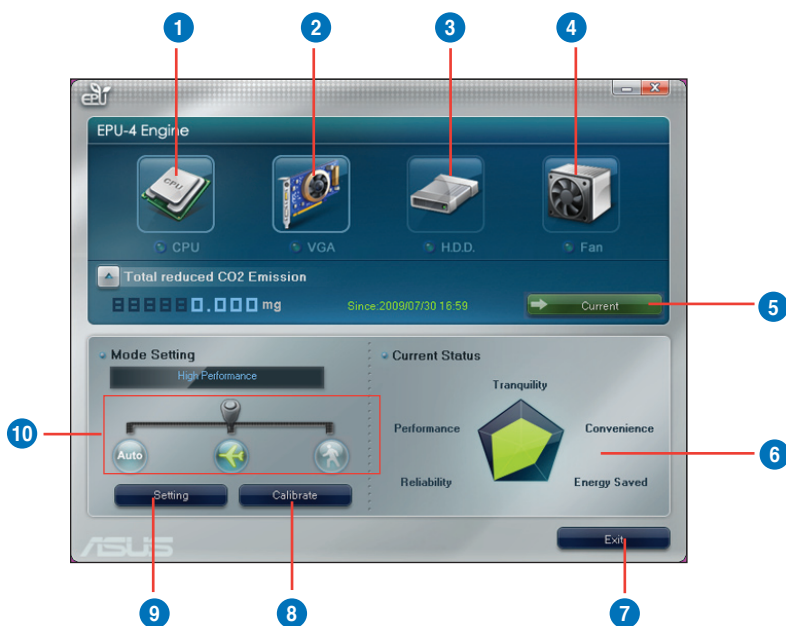 1 2 3 4
EPU
EPU-4 Engine
CPU
CPU VGA H.D.D. Fan
Total reduced CO2 Emission
0.000 mg Since:2009/07/30 16:59 Current 5
Mode Setting Current Status
High Performance
Tranquility
10 Performance Convenience
Auto 6
Reliability Energy Saved
Setting Calibrate
ASUS Exit
9 8 7